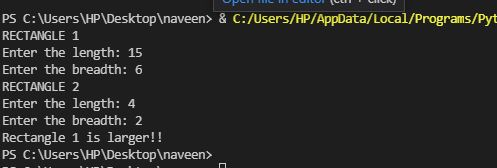 Open file in editor (ctrl + click)
PS C:\Users\HP\Desktop\naveen> & C:/Users/HP/AppData/Local/Programs/Pyt
RECTANGLE 1
Enter the length: 15
Enter the breadth: 6
RECTANGLE 2
Enter the length: 4
Enter the breadth: 2
Rectangle 1 is larger!!
PS C:\Users\HP\Desktop\naveen>